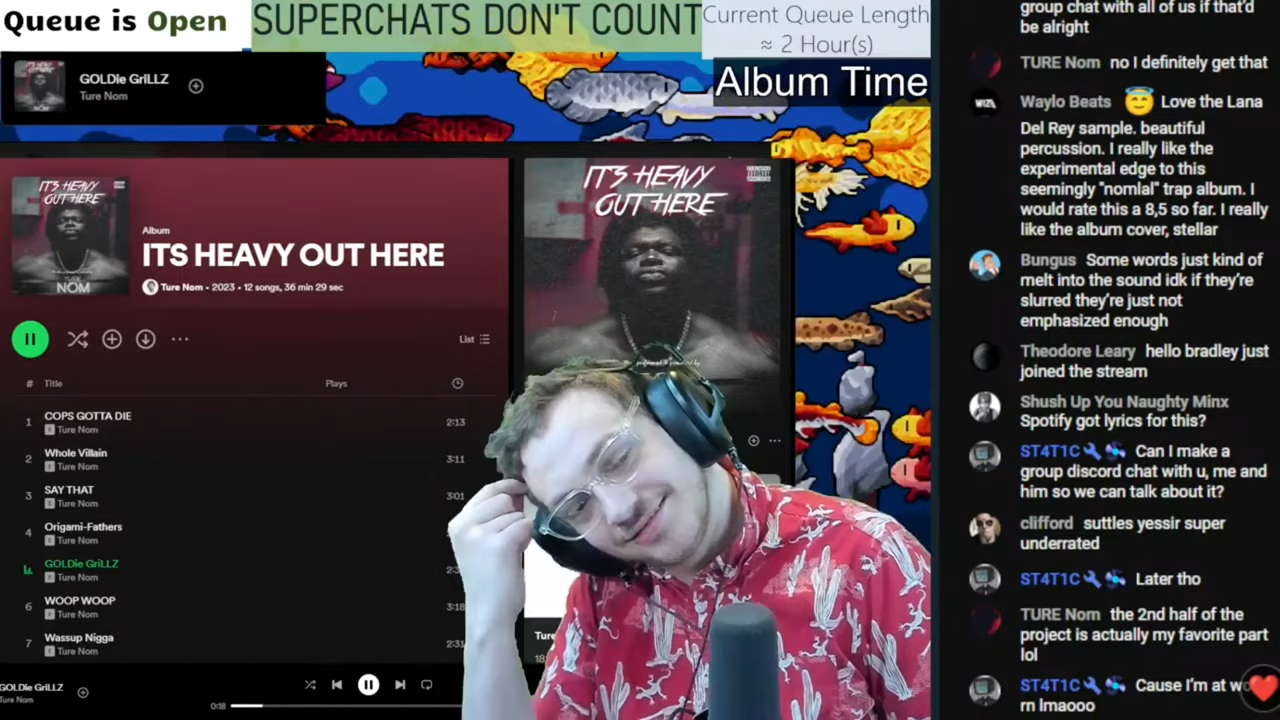 Queue is Open
SUPERCHATS DON'T COUNT
Current Queue Length
≈ 2 Hour(s)
Album Time
GOLDie GriLLZ
Ture Nom
IT'S HEAVY
OUT HERE
NOM
Album
ITS HEAVY OUT HERE
Ture Nom • 2023 • 12 songs, 36 min 29 sec
List
# Title Plays
1 COPS GOTTA DIE 2:13
E Ture Nom
2 Whole Villain 3:11
E Ture Nom
3 SAY THAT 3:01
E Ture Nom
4 Origami-Fathers
E Ture Nom
GOLDie GriLLZ 2:3
E Ture Nom
6 WOOP WOOP 3:18
E Ture Nom
7 Wassup Nigga 2:31
E Ture Nom
GOLDie GriLLZ
Ture Nom
0:18
IT'S HEAVY
OUT HERE
Ture
18
group chat with all of us if that'd
be alright
TURE Nom no I definitely get that
WIZA
Waylo Beats 😇 Love the Lana
Del Rey sample. beautiful
percussion. I really like the
experimental edge to this
seemingly "nomlal" trap album. I
would rate this a 8,5 so far. I really
like the album cover, stellar
Bungus Some words just kind of
melt into the sound idk if they're
slurred they're just not
emphasized enough
Theodore Leary hello bradley just
joined the stream
Shush Up You Naughty Minx
Spotify got lyrics for this?
ST4T1C Can I make a
group discord chat with u, me and
him so we can talk about it?
clifford suttles yessir super
underrated
ST4T1C Later tho
TURE Nom the 2nd half of the
project is actually my favorite part
lol
ST4T1C Cause I'm at
rn lmaooo